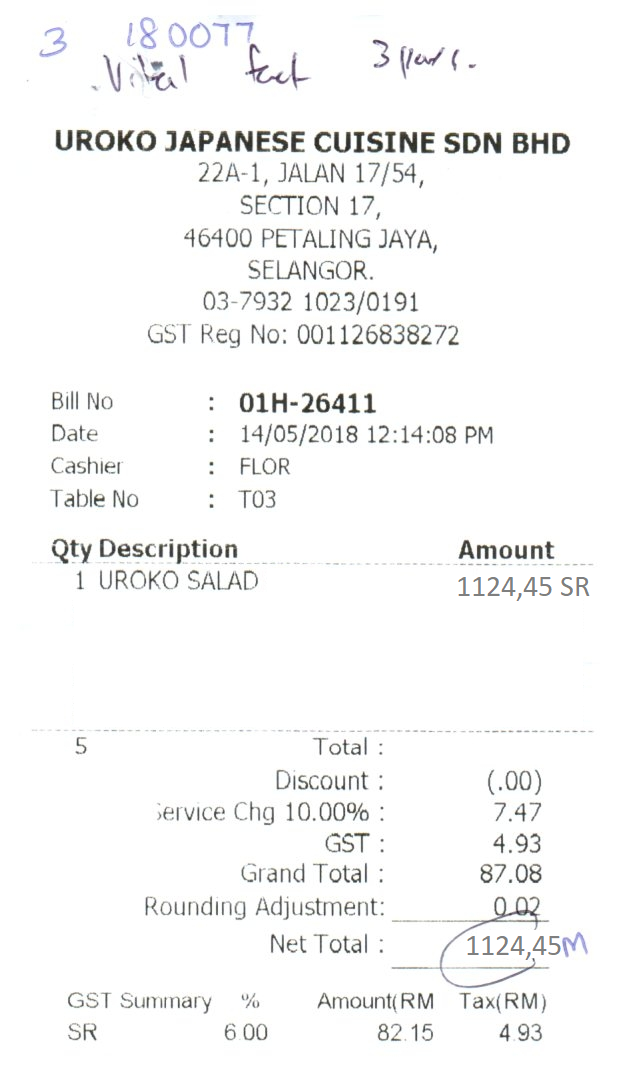 3 180077
Vital fact 3 pars.
UROKO JAPANESE CUISINE SDN BHD
22A-1, JALAN 17/54,
SECTION 17,
46400 PETALING JAYA,
SELANGOR.
03-7932 1023/0191
GST Reg No: 001126838272
Bill No : 01H-26411
Date : 14/05/2018 12:14:08 PM
Cashier : FLOR
Table No : T03
Qty Description Amount
1 UROKO SALAD 1124,45 SR
5 Total :
Discount : (.00)
Service Chg 10.00% : 7.47
GST : 4.93
Grand Total : 87.08
Rounding Adjustment: 0.02
Net Total : 1124,45 M
GST Summary % Amount(RM Tax(RM)
SR 6.00 82.15 4.93